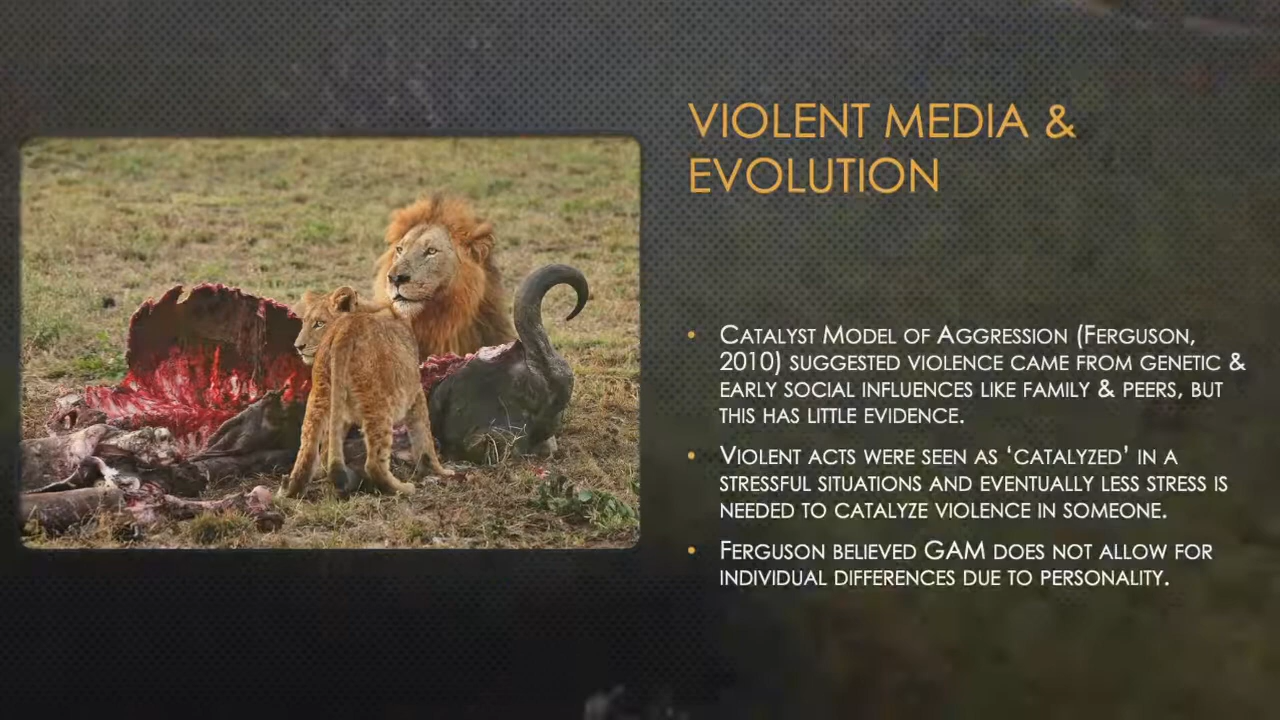 VIOLENT MEDIA &
EVOLUTION
• CATALYST MODEL OF AGGRESSION (FERGUSON,
2010) SUGGESTED VIOLENCE CAME FROM GENETIC &
EARLY SOCIAL INFLUENCES LIKE FAMILY & PEERS, BUT
THIS HAS LITTLE EVIDENCE.
• VIOLENT ACTS WERE SEEN AS ‘CATALYZED’ IN A
STRESSFUL SITUATIONS AND EVENTUALLY LESS STRESS IS
NEEDED TO CATALYZE VIOLENCE IN SOMEONE.
• FERGUSON BELIEVED GAM DOES NOT ALLOW FOR
INDIVIDUAL DIFFERENCES DUE TO PERSONALITY.